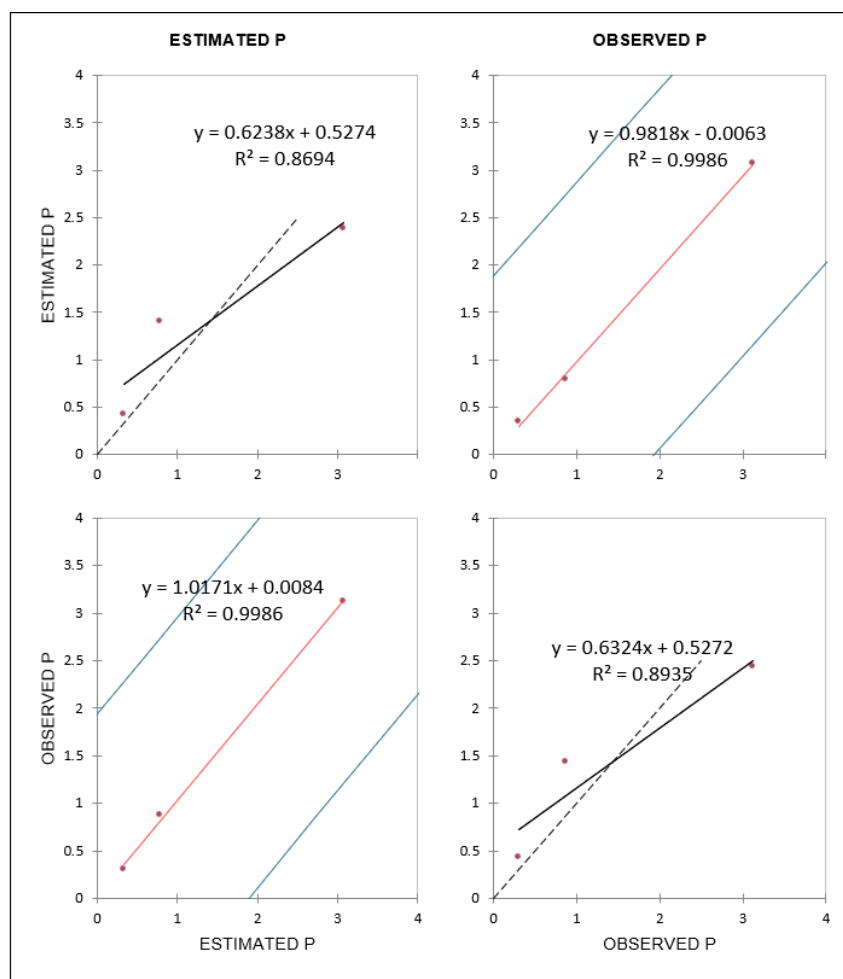 ESTIMATED P
OBSERVED P
4
3.5
3
2.5
2
1.5
1
0.5
0
0 1 2 3
ESTIMATED P
y = 0.6238x + 0.5274
R² = 0.8694
4
3.5
3
2.5
2
1.5
1
0.5
0
0 1 2 3 4
y = 0.9818x - 0.0063
R² = 0.9986
4
3.5
3
2.5
2
1.5
1
0.5
0
0 1 2 3 4
OBSERVED P
y = 1.0171x + 0.0084
R² = 0.9986
ESTIMATED P
4
3.5
3
2.5
2
1.5
1
0.5
0
0 1 2 3
y = 0.6324x + 0.5272
R² = 0.8935
OBSERVED P